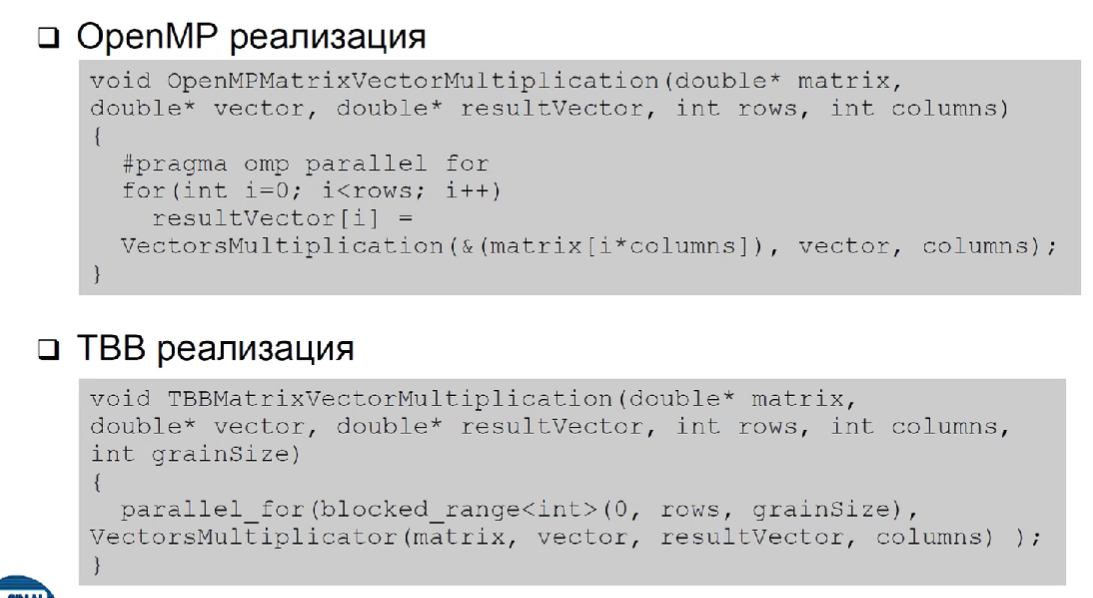 OpenMP реализация
void OpenMPMatrixVectorMultiplication(double* matrix,
double* vector, double* resultVector, int rows, int columns)
{
#pragma omp parallel for
for(int i=0; i<rows; i++)
resultVector[i] =
VectorsMultiplication(&(matrix[i*columns]), vector, columns);
}
TBB реализация
void TBBMatrixVectorMultiplication(double* matrix,
double* vector, double* resultVector, int rows, int columns,
int grainSize)
{
parallel_for(blocked_range<int>(0, rows, grainSize),
VectorsMultiplicator(matrix, vector, resultVector, columns) );
}